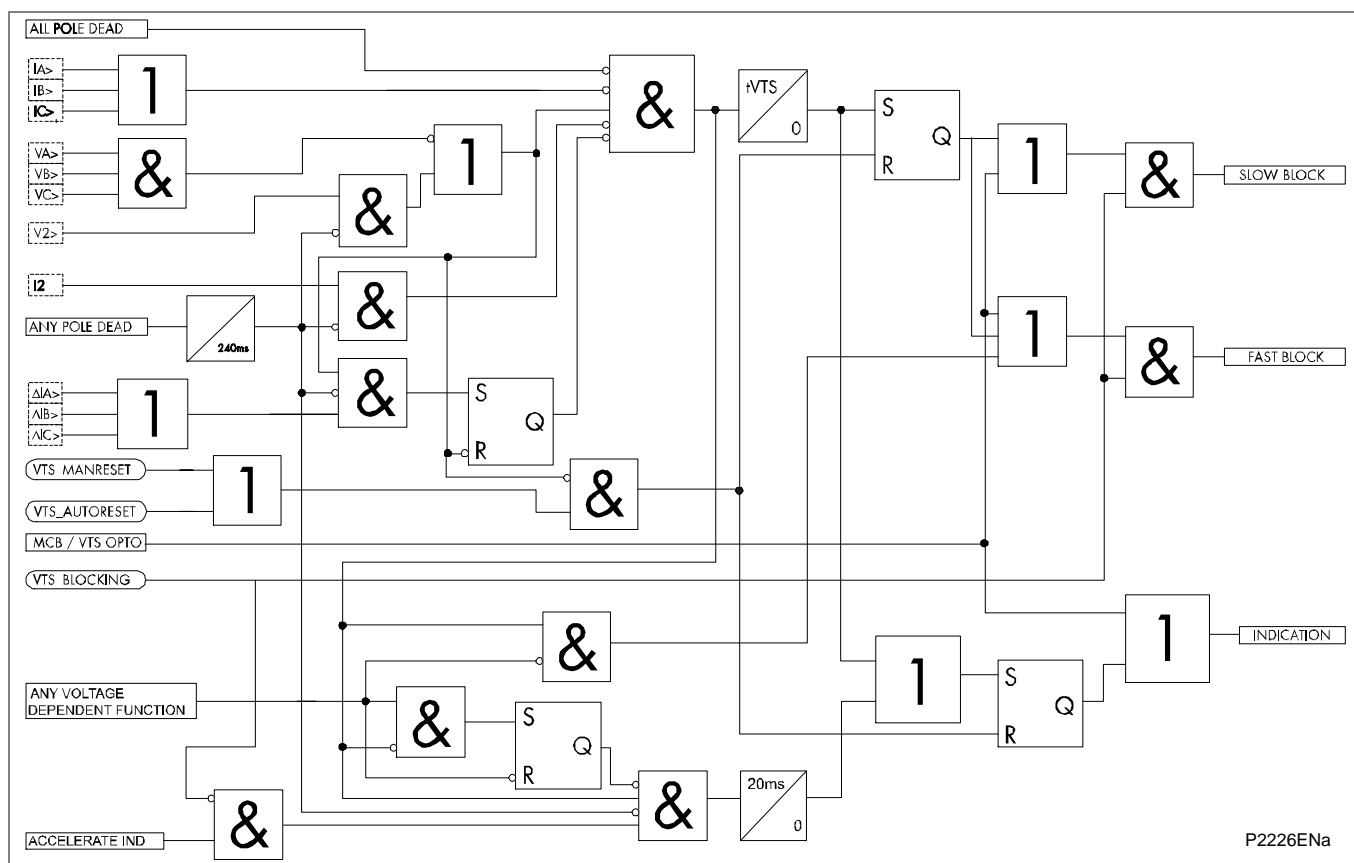 ALL POLE DEAD
IA>
IB>
IC>
1
&
tVTS
0
S
Q
R
1
&
SLOW BLOCK
VA>
VB>
VC>
&
1
V2>
&
I2
&
ANY POLE DEAD
240ms
1
&
FAST BLOCK
ΔIA>
ΔIB>
ΔIC>
1
&
S
Q
R
VTS MANRESET
VTS_AUTORESET
1
&
MCB / VTS OPTO
VTS BLOCKING
&
1
INDICATION
ANY VOLTAGE
DEPENDENT FUNCTION
&
S
Q
R
1
S
Q
R
&
20ms
0
ACCELERATE IND
&
P2226ENa